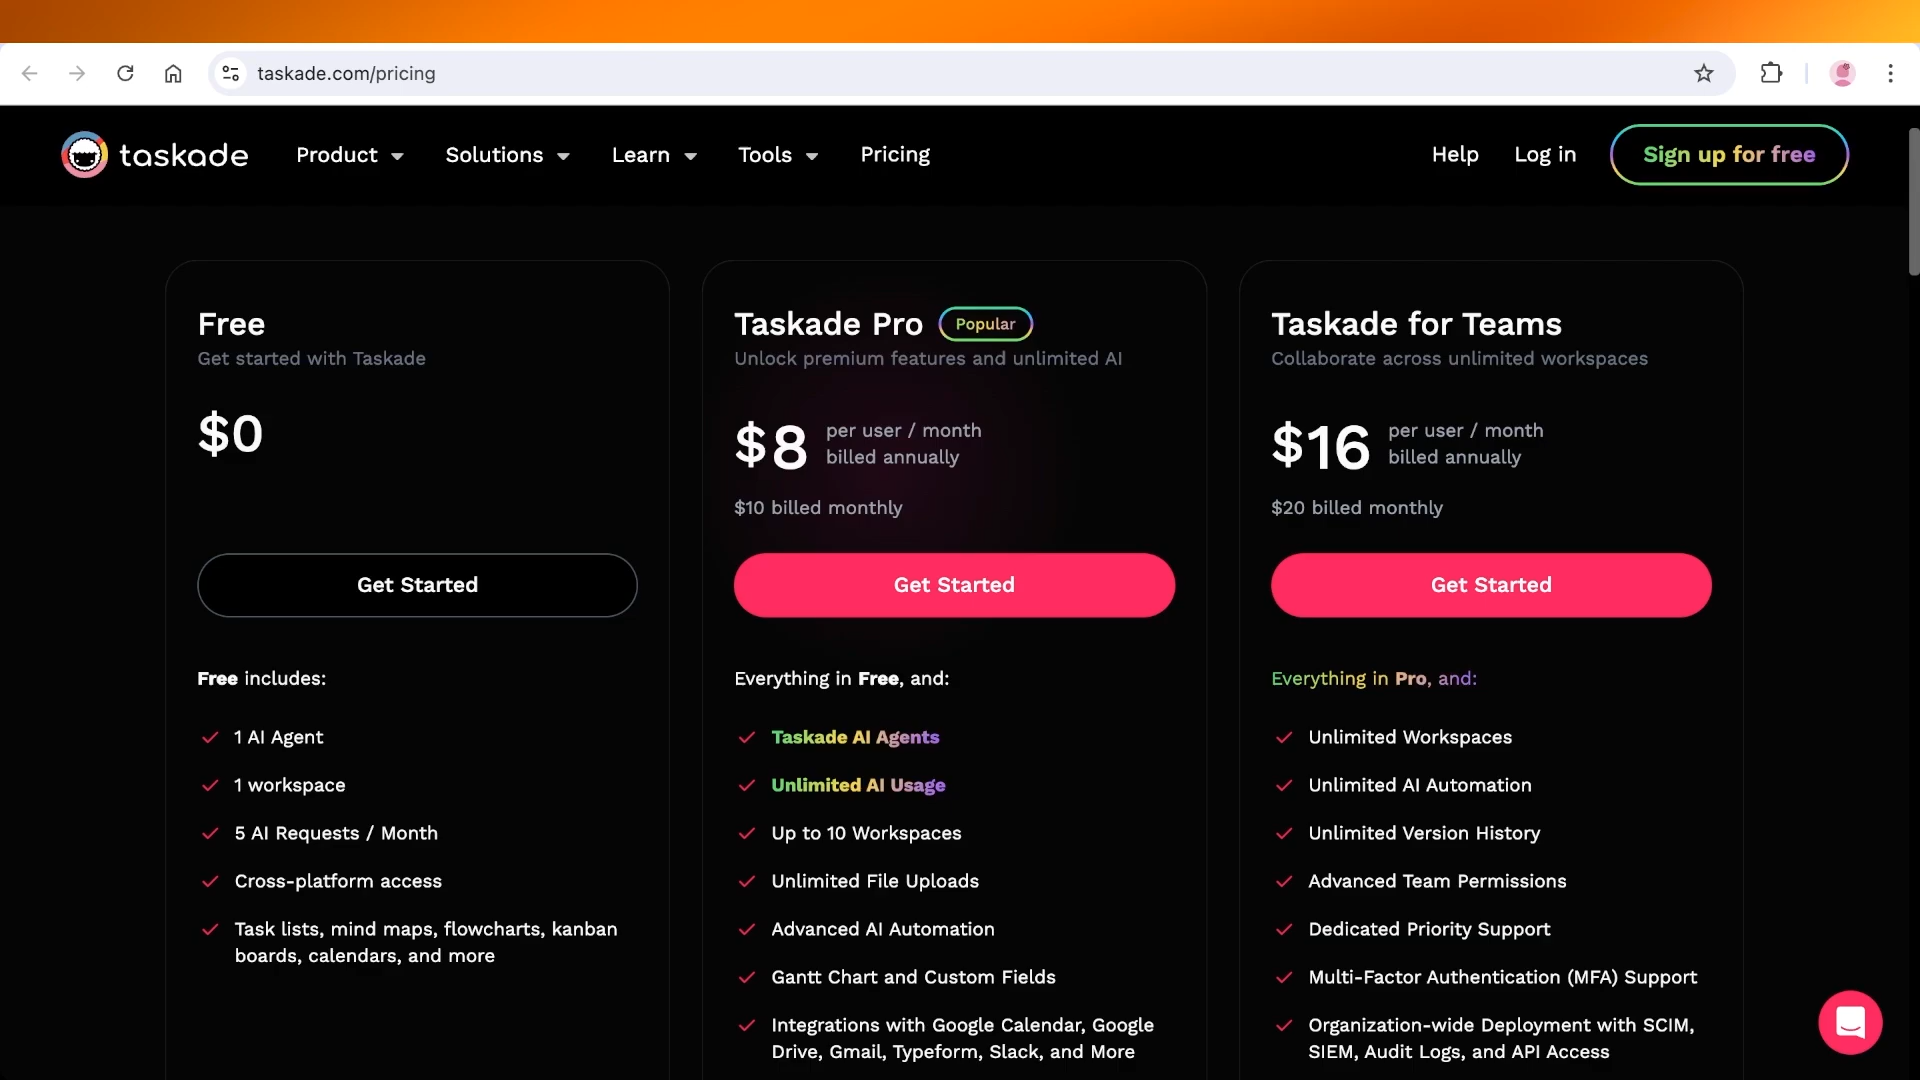 taskade.com/pricing
taskade
Product
Solutions
Learn
Tools
Pricing
Help
Log in
Sign up for free
Free
Get started with Taskade
$0
Get Started
Free includes:
1 AI Agent
1 workspace
5 AI Requests / Month
Cross-platform access
Task lists, mind maps, flowcharts, kanban
boards, calendars, and more
Taskade Pro
Popular
Unlock premium features and unlimited AI
$8
per user / month
billed annually
$10 billed monthly
Get Started
Everything in Free, and:
Taskade AI Agents
Unlimited AI Usage
Up to 10 Workspaces
Unlimited File Uploads
Advanced AI Automation
Gantt Chart and Custom Fields
Integrations with Google Calendar, Google
Drive, Gmail, Typeform, Slack, and More
Taskade for Teams
Collaborate across unlimited workspaces
$16
per user / month
billed annually
$20 billed monthly
Get Started
Everything in Pro, and:
Unlimited Workspaces
Unlimited AI Automation
Unlimited Version History
Advanced Team Permissions
Dedicated Priority Support
Multi-Factor Authentication (MFA) Support
Organization-wide Deployment with SCIM,
SIEM, Audit Logs, and API Access